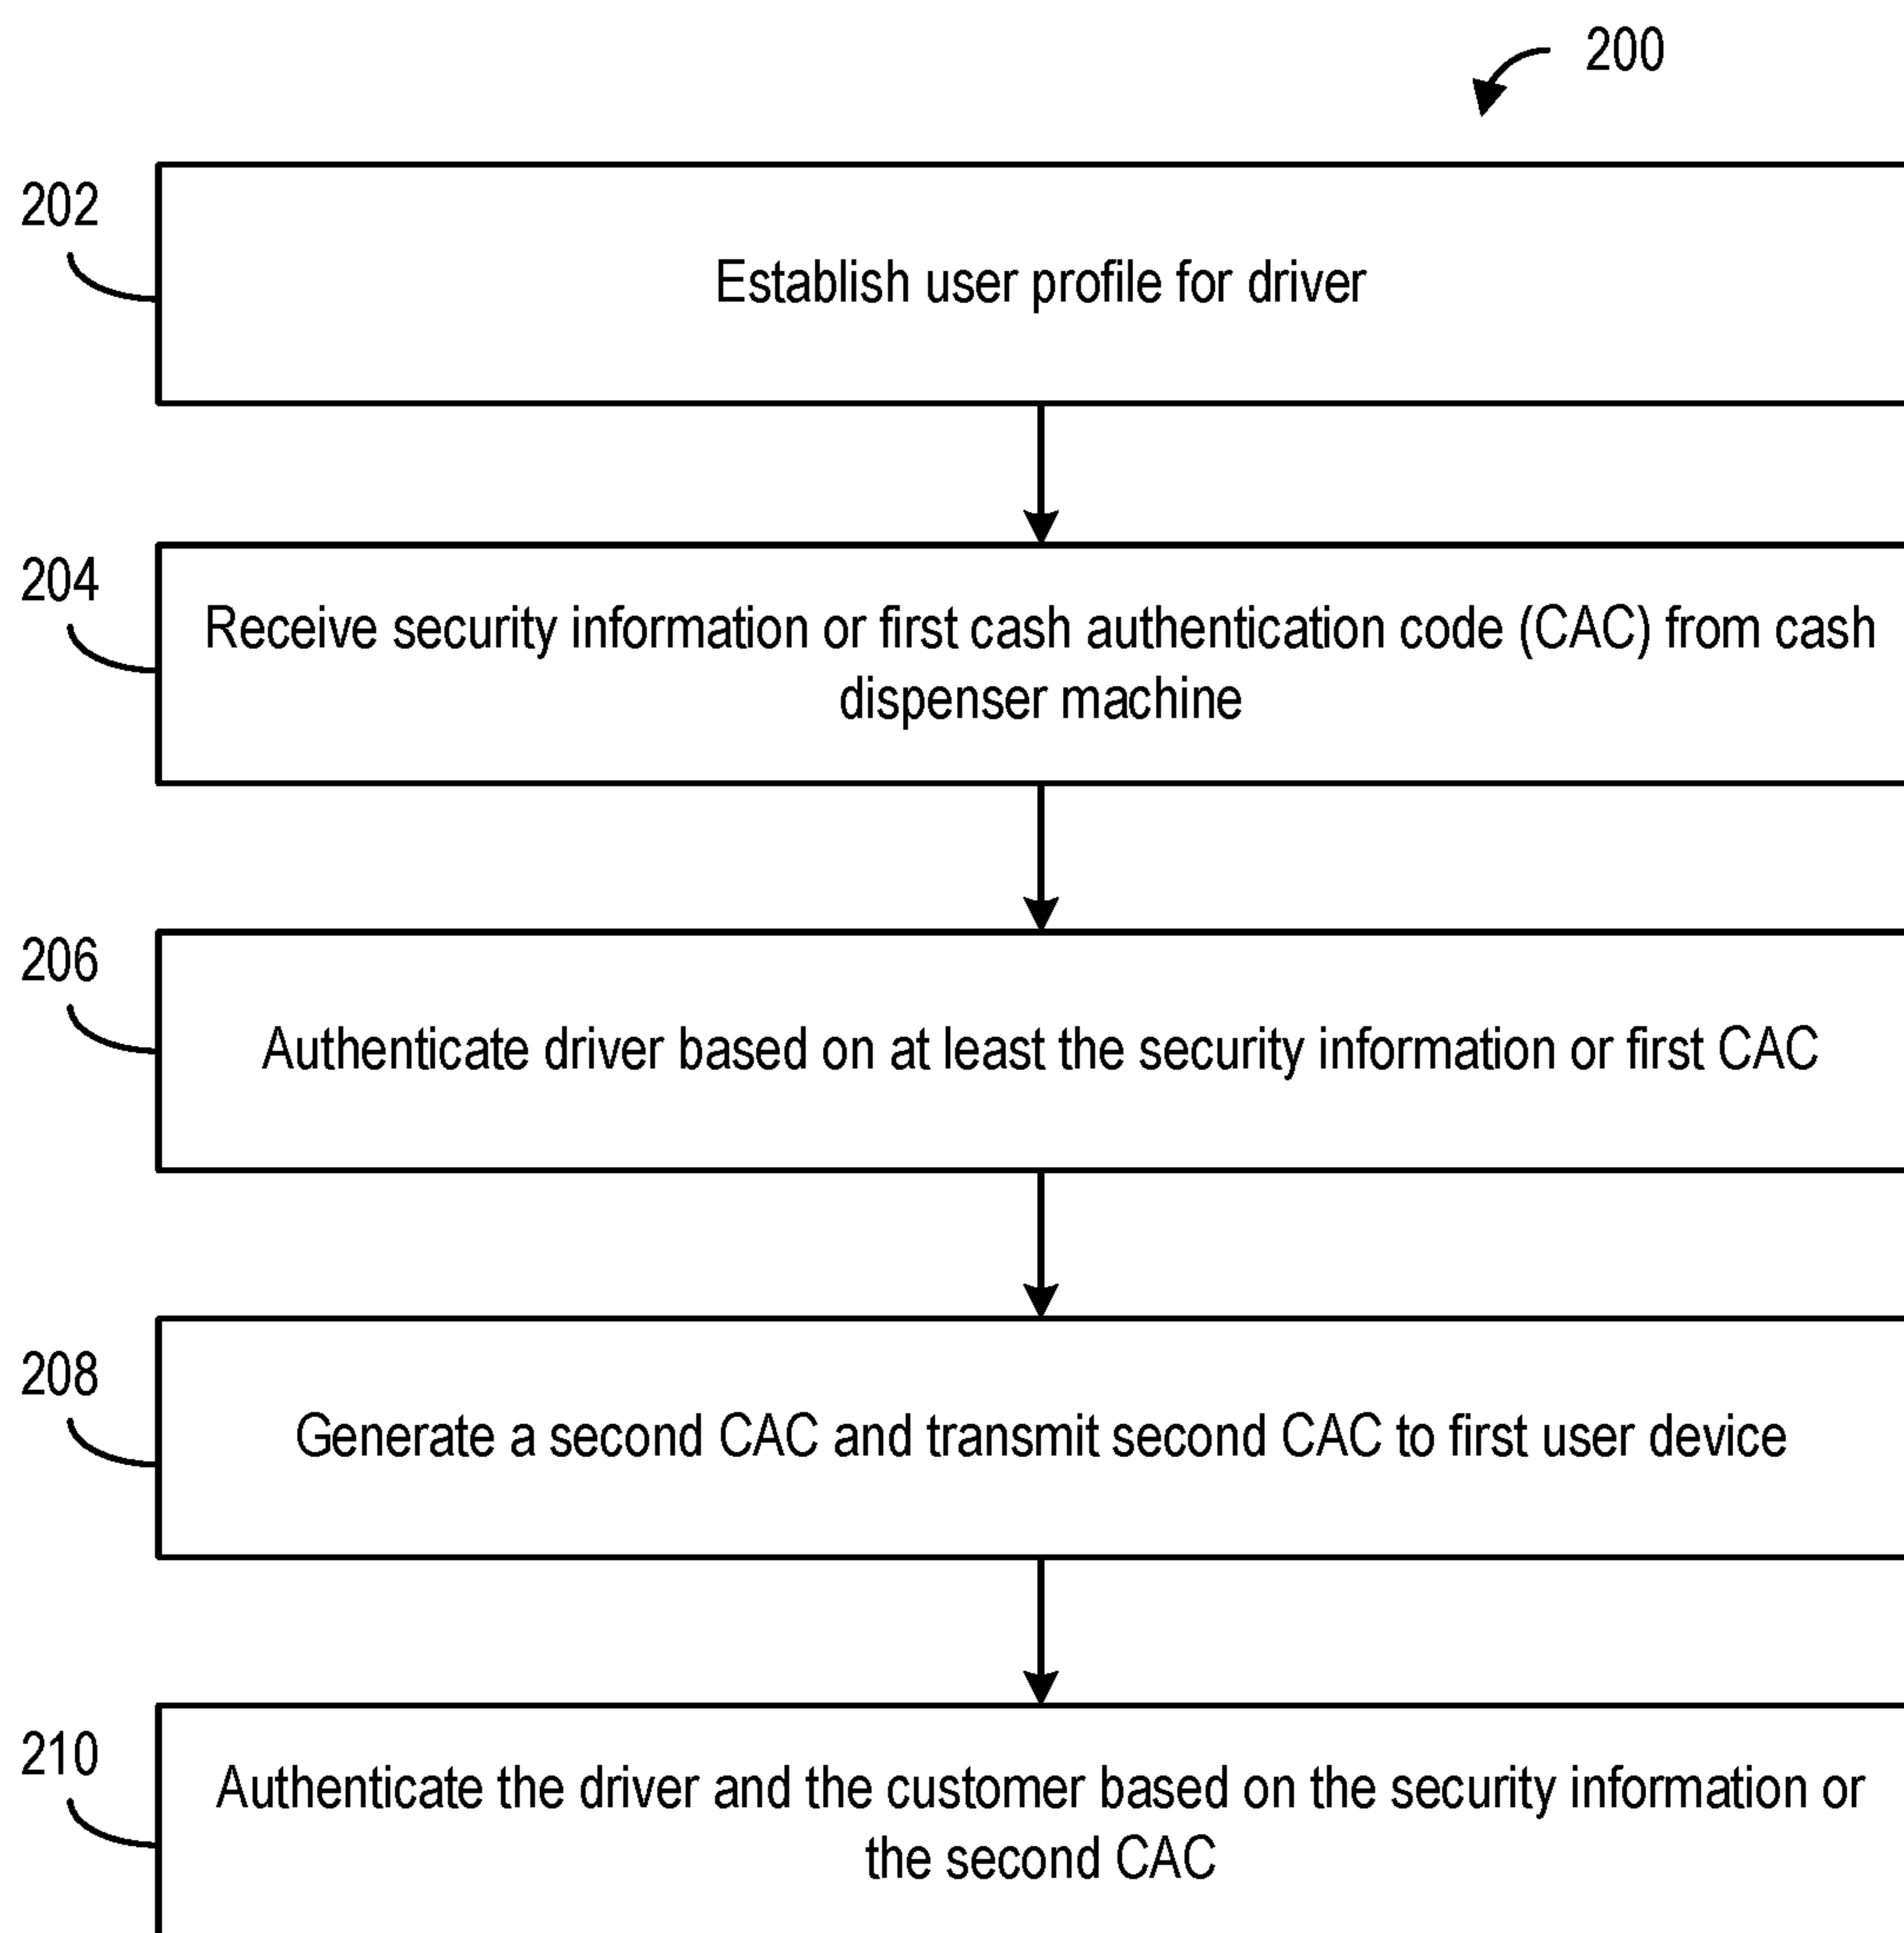 200
202
Establish user profile for driver
204
Receive security information or first cash authentication code (CAC) from cash
dispenser machine
206
Authenticate driver based on at least the security information or first CAC
208
Generate a second CAC and transmit second CAC to first user device
210
Authenticate the driver and the customer based on the security information or
the second CAC